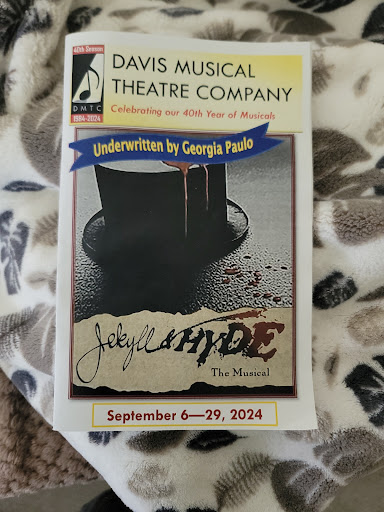 40th Season
DMTC
1984-2024
DAVIS MUSICAL
THEATRE COMPANY
Celebrating our 40th Year of Musicals
Underwritten by Georgia Paulo
Jekyll & HYDE
The Musical
September 6—29, 2024